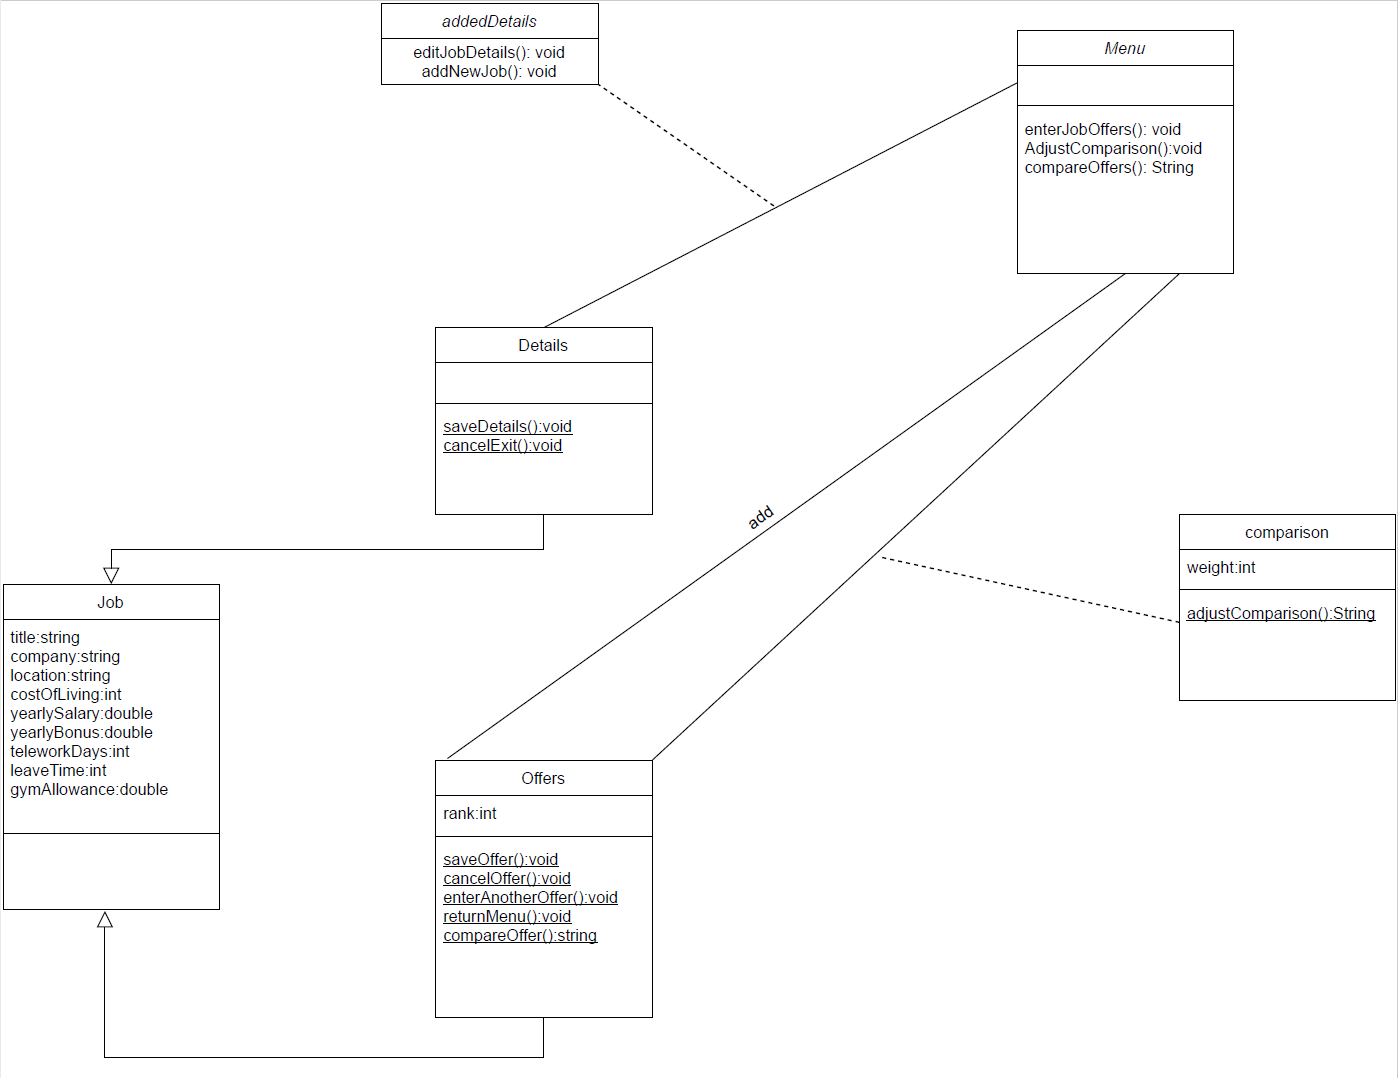 addedDetails
editJobDetails(): void
addNewJob(): void
Menu
enterJobOffers(): void
AdjustComparison():void
compareOffers(): String
Details
saveDetails():void
cancelExit():void
add
comparison
weight:int
adjustComparison():String
Job
title:string
company:string
location:string
costOfLiving:int
yearlySalary:double
yearlyBonus:double
teleworkDays:int
leaveTime:int
gymAllowance:double
Offers
rank:int
saveOffer():void
cancelOffer():void
enterAnotherOffer():void
returnMenu():void
compareOffer():string